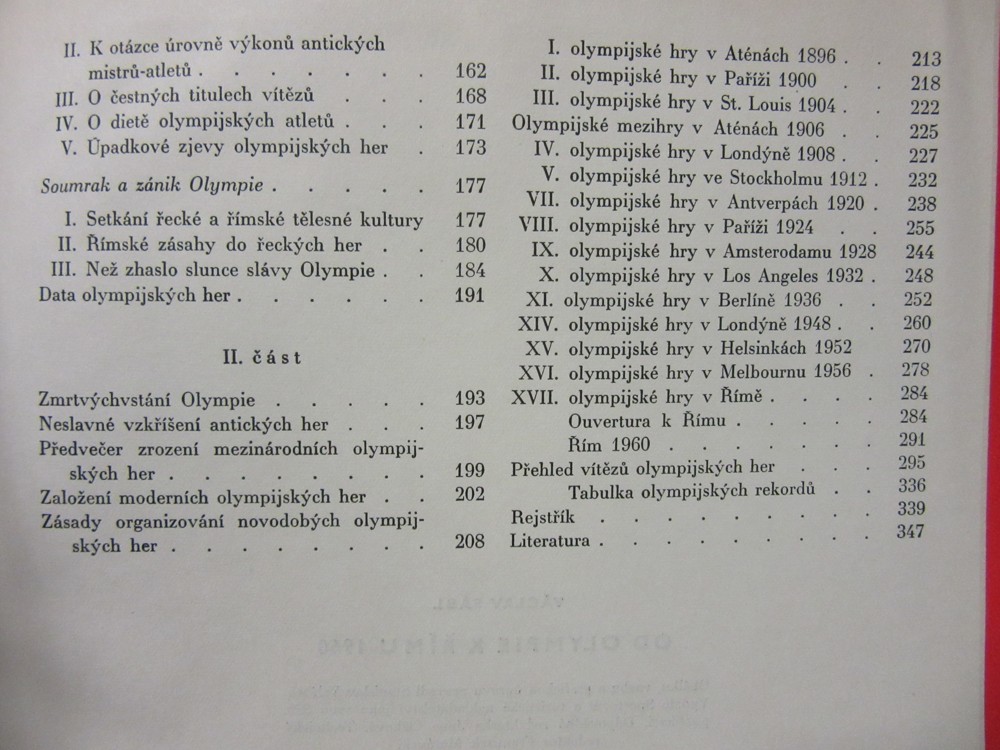 II. K otázce úrovně výkonů antických
mistrů-atletů . . . . . . . 162
III. O čestných titulech vítězů . . . 168
IV. O dietě olympijských atletů . . . 171
V. Úpadkové zjevy olympijských her . 173
Soumrak a zánik Olympie . . . . . 177
I. Setkání řecké a římské tělesné kultury 177
II. Římské zásahy do řeckých her . . 180
III. Než zhaslo slunce slávy Olympie . . 184
Data olympijských her . . . . . . 191
II. část
Zmrtvýchvstání Olympie . . . . . 193
Neslavné vzkříšení antických her . . . 197
Předvečer zrození mezinárodních olympij-
ských her . . . . . . . . 199
Založení moderních olympijských her . . 202
Zásady organizování novodobých olympij-
ských her . . . . . . . . 208
I. olympijské hry v Aténách 1896 . . 213
II. olympijské hry v Paříži 1900 . . 218
III. olympijské hry v St. Louis 1904 . . 222
Olympijské mezihry v Aténách 1906 . . 225
IV. olympijské hry v Londýně 1908 . . 227
V. olympijské hry ve Stockholmu 1912 . 232
VII. olympijské hry v Antverpách 1920 . 238
VIII. olympijské hry v Paříži 1924 . . 255
IX. olympijské hry v Amsterodamu 1928 244
X. olympijské hry v Los Angeles 1932 . 248
XI. olympijské hry v Berlíně 1936 . . 252
XIV. olympijské hry v Londýně 1948 . . 260
XV. olympijské hry v Helsinkách 1952 270
XVI. olympijské hry v Melbournu 1956 . 278
XVII. olympijské hry v Římě . . . . 284
Ouvertura k Římu . . . . . 284
Řím 1960 . . . . . . . 291
Přehled vítězů olympijských her . . . 295
Tabulka olympijských rekordů . . 336
Rejstřík . . . . . . . . . 339
Literatura . . . . . . . . 347
VÁCLAV PÁCL
OD OLYMPIE K ŘÍMU 1960